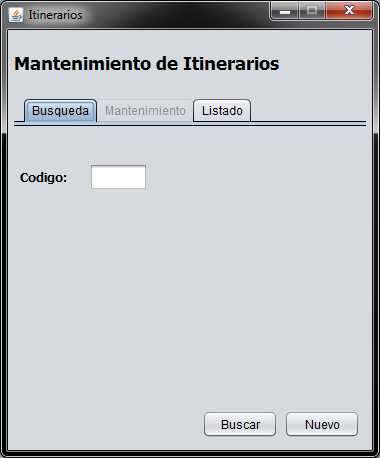 Itinerarios
Mantenimiento de Itinerarios
Busqueda Mantenimiento Listado
Codigo:
Buscar Nuevo